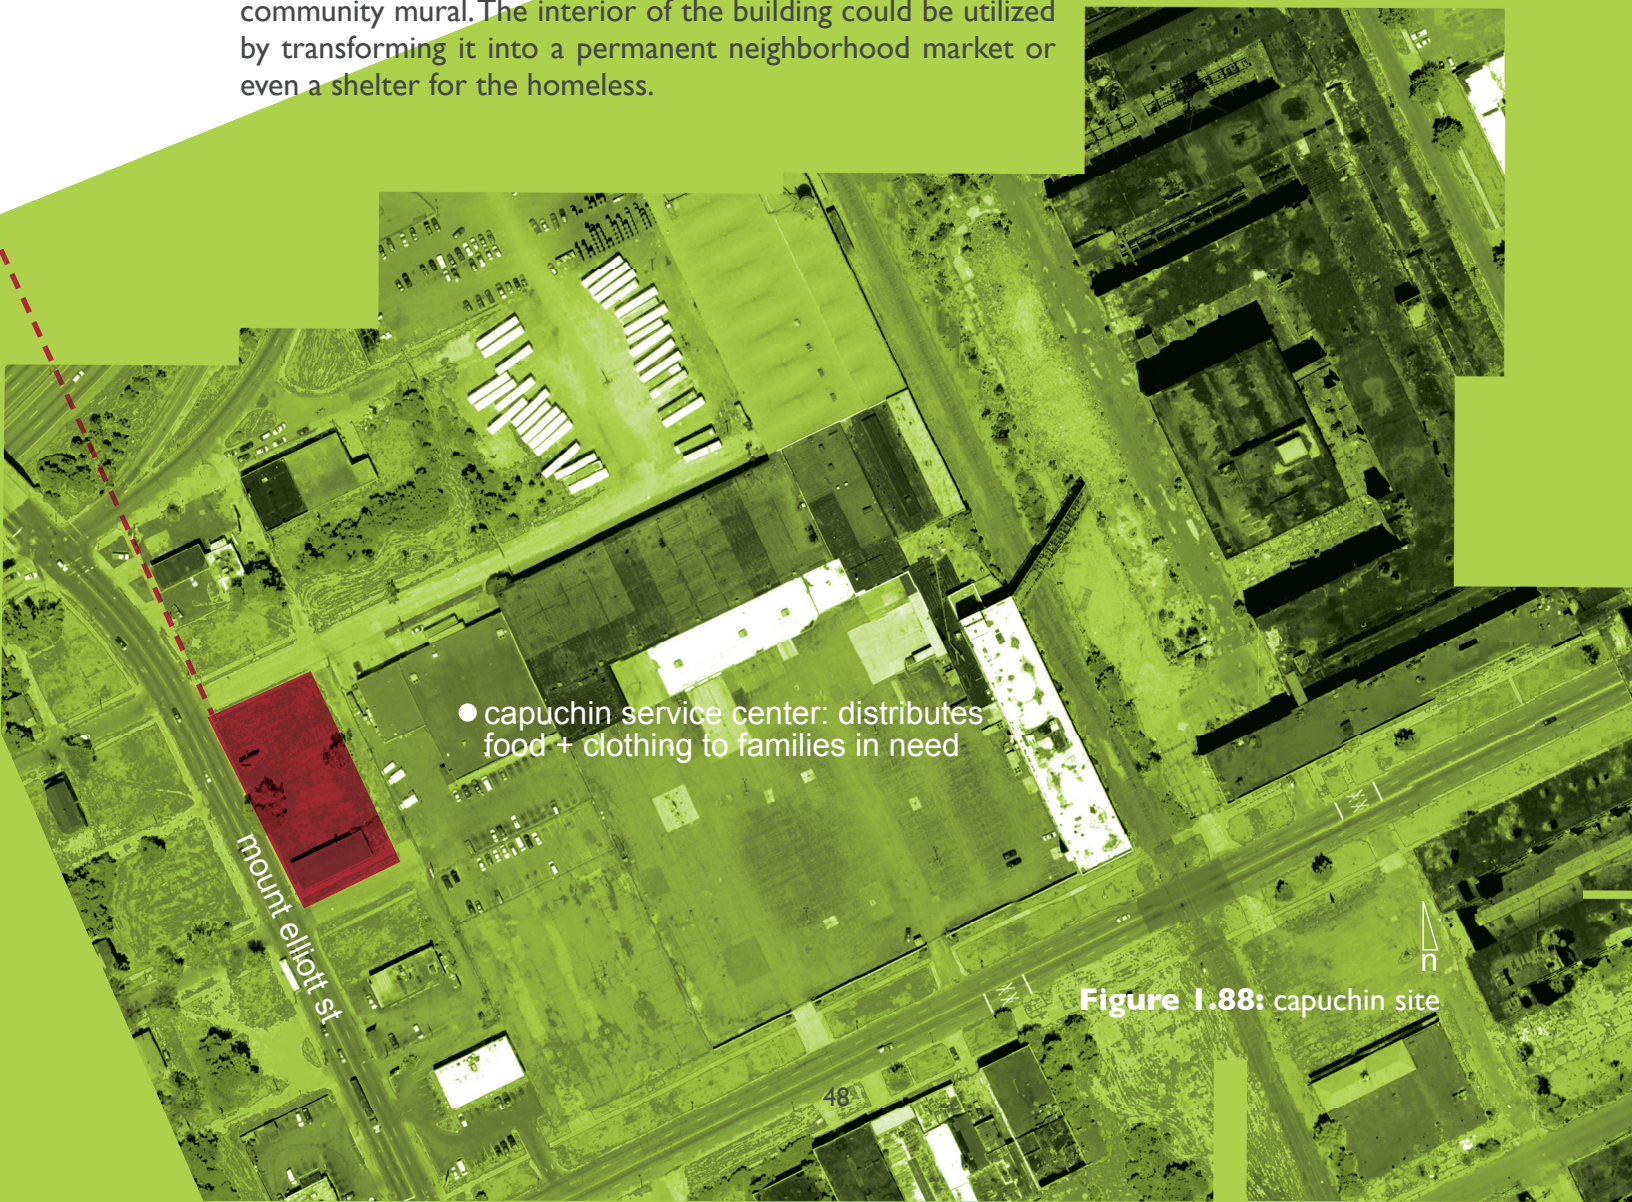 community mural. The interior of the building could be utilized
by transforming it into a permanent neighborhood market or
even a shelter for the homeless.
capuchin service center: distributes
food + clothing to families in need
mount elliott st.
n
Figure 1.88: capuchin site
48